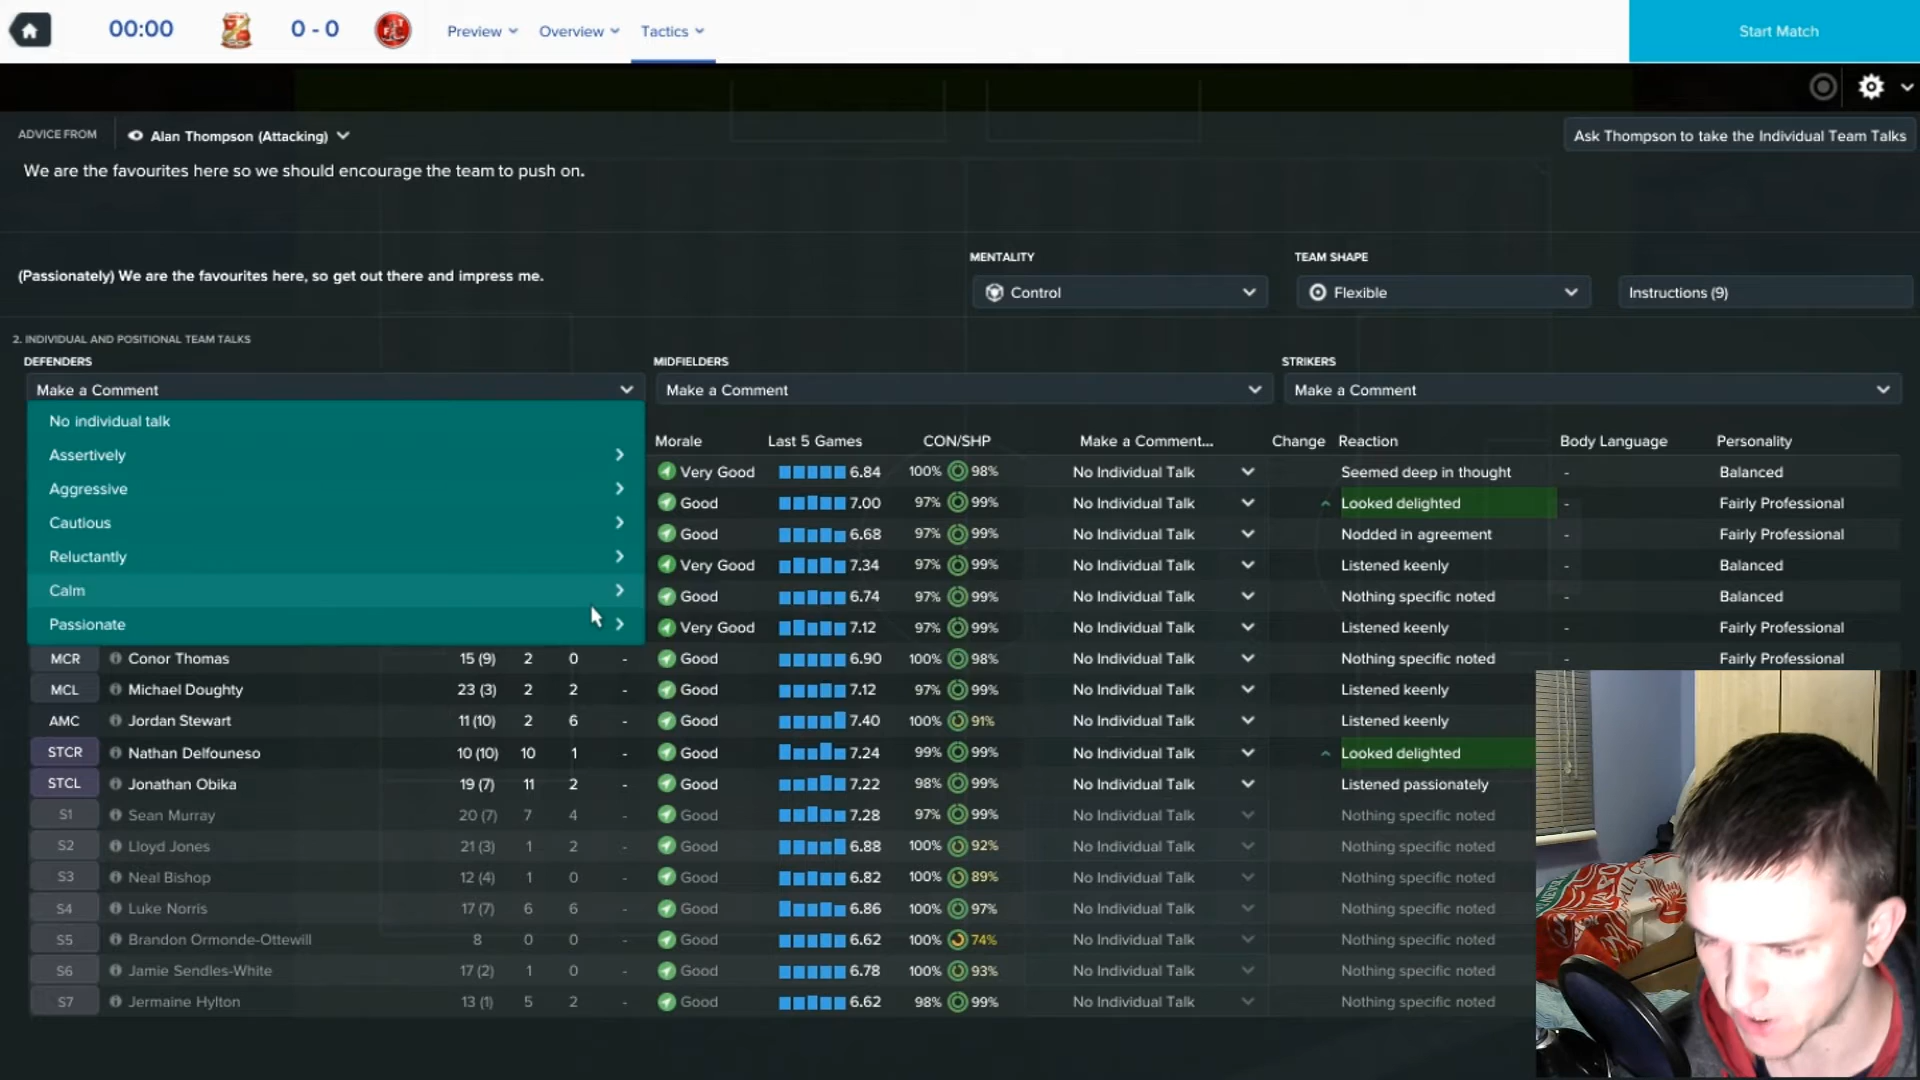 00:00 0 - 0 Preview Overview Tactics Start Match
ADVICE FROM Alan Thompson (Attacking) Ask Thompson to take the Individual Team Talks
We are the favourites here so we should encourage the team to push on.
MENTALITY TEAM SHAPE
(Passionately) We are the favourites here, so get out there and impress me.
Control Flexible Instructions (9)
2. INDIVIDUAL AND POSITIONAL TEAM TALKS
DEFENDERS MIDFIELDERS STRIKERS
Make a Comment Make a Comment Make a Comment
No individual talk
Assertively
Aggressive
Cautious
Reluctantly
Calm
Passionate
Morale Last 5 Games CON/SHP Make a Comment... Change Reaction Body Language Personality
Very Good 6.84 100% 98% No Individual Talk Seemed deep in thought - Balanced
Good 7.00 97% 99% No Individual Talk Looked delighted - Fairly Professional
Good 6.68 97% 99% No Individual Talk Nodded in agreement - Fairly Professional
Very Good 7.34 97% 99% No Individual Talk Listened keenly - Balanced
Good 6.74 97% 99% No Individual Talk Nothing specific noted - Balanced
Very Good 7.12 97% 99% No Individual Talk Listened keenly - Fairly Professional
MCR Conor Thomas 15 (9) 2 0 - Good 6.90 100% 98% No Individual Talk Nothing specific noted - Fairly Professional
MCL Michael Doughty 23 (3) 2 2 - Good 7.12 97% 99% No Individual Talk Listened keenly
AMC Jordan Stewart 11 (10) 2 6 - Good 7.40 100% 91% No Individual Talk Listened keenly
STCR Nathan Delfouneso 10 (10) 10 1 - Good 7.24 99% 99% No Individual Talk Looked delighted
STCL Jonathan Obika 19 (7) 11 2 - Good 7.22 98% 99% No Individual Talk Listened passionately
S1 Sean Murray 20 (7) 7 4 - Good 7.28 97% 99% No Individual Talk Nothing specific noted
S2 Lloyd Jones 21 (3) 1 2 - Good 6.88 100% 92% No Individual Talk Nothing specific noted
S3 Neal Bishop 12 (4) 1 0 - Good 6.82 100% 89% No Individual Talk Nothing specific noted
S4 Luke Norris 17 (7) 6 6 - Good 6.86 100% 97% No Individual Talk Nothing specific noted
S5 Brandon Ormonde-Ottewill 8 0 0 - Good 6.62 100% 74% No Individual Talk Nothing specific noted
S6 Jamie Sendles-White 17 (2) 1 0 - Good 6.78 100% 93% No Individual Talk Nothing specific noted
S7 Jermaine Hylton 13 (1) 5 2 - Good 6.62 98% 99% No Individual Talk Nothing specific noted